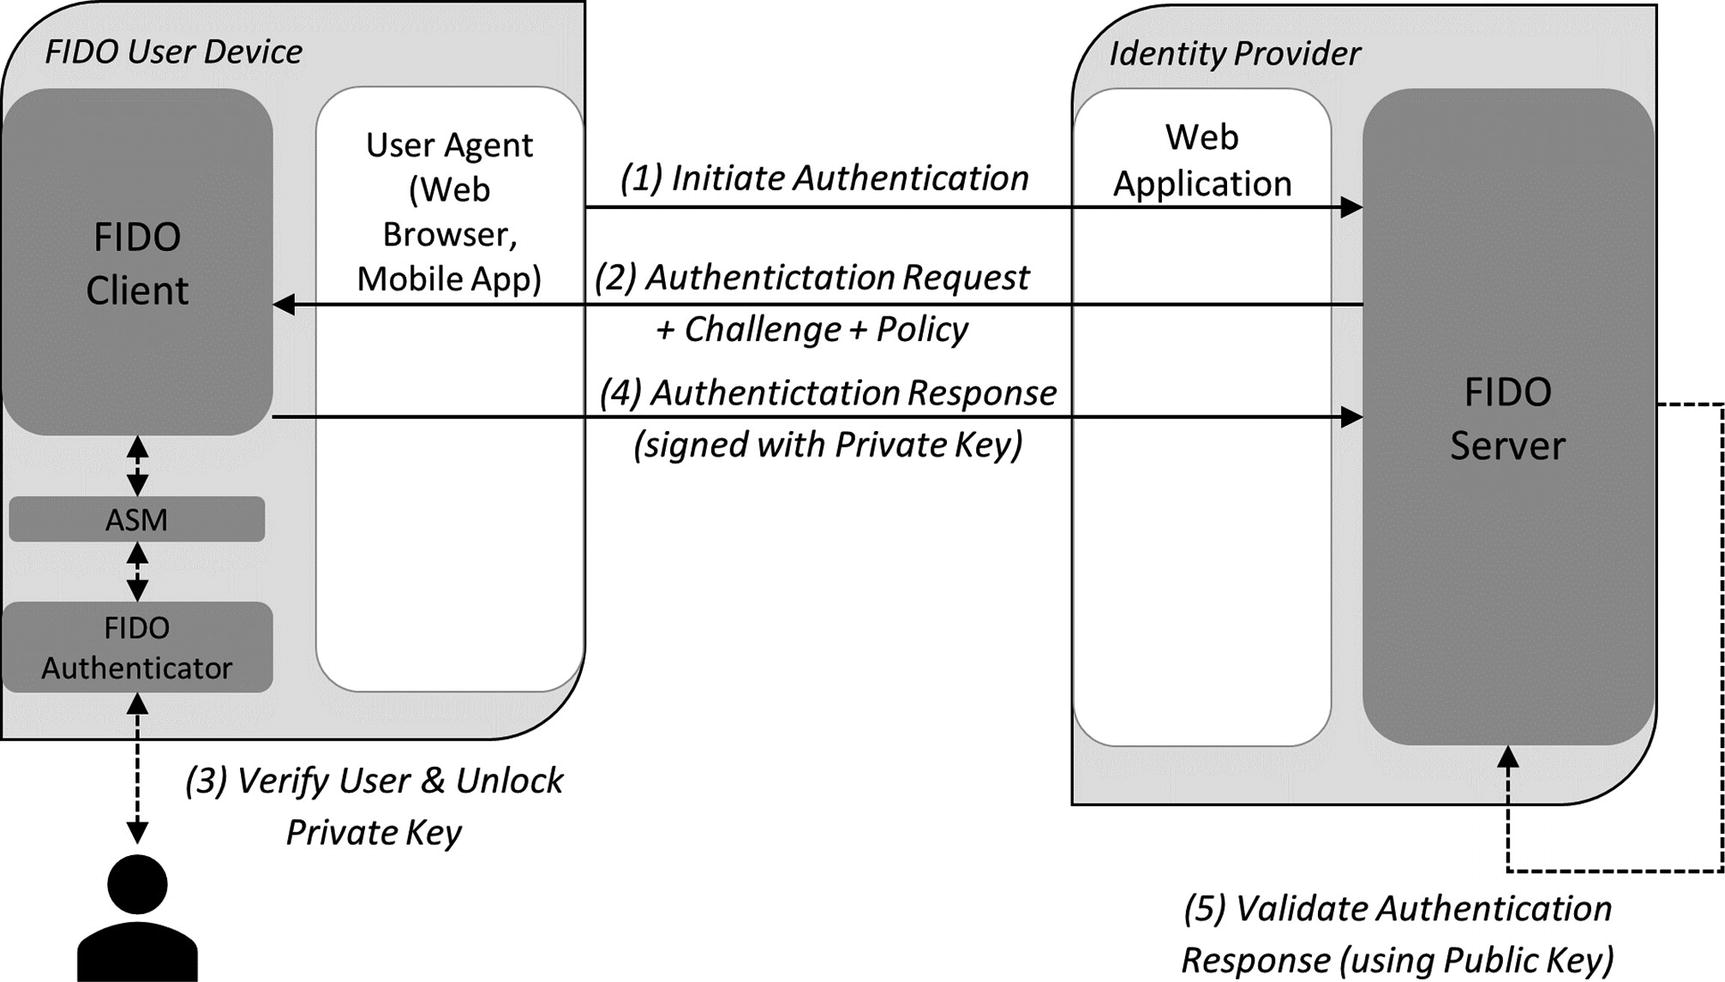 FIDO User Device
FIDO
Client
User Agent
(Web
Browser,
Mobile App)
ASM
FIDO
Authenticator
(1) Initiate Authentication
(2) Authentictation Request
+ Challenge + Policy
(4) Authentictation Response
(signed with Private Key)
(3) Verify User & Unlock
Private Key
Identity Provider
Web
Application
FIDO
Server
(5) Validate Authentication
Response (using Public Key)